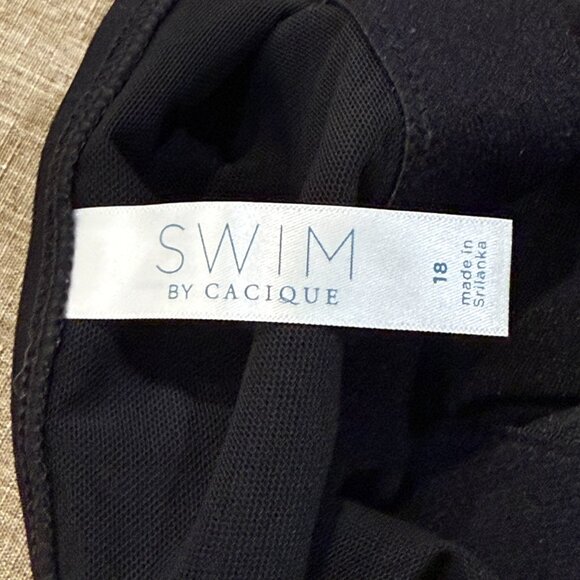 SWIM
BY CACIQUE
18
made in
Srilanka